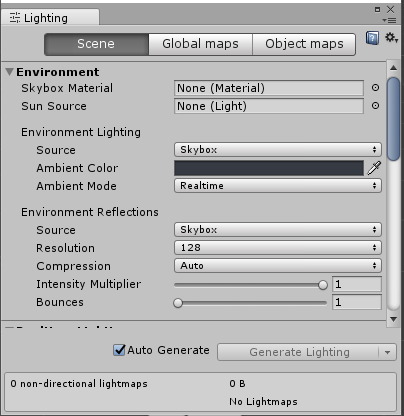 Lighting
Scene Global maps Object maps
Environment
Skybox Material None (Material)
Sun Source None (Light)
Environment Lighting
Source Skybox
Ambient Color
Ambient Mode Realtime
Environment Reflections
Source Skybox
Resolution 128
Compression Auto
Intensity Multiplier 1
Bounces 1
Auto Generate Generate Lighting
0 non-directional lightmaps 0 B
No Lightmaps